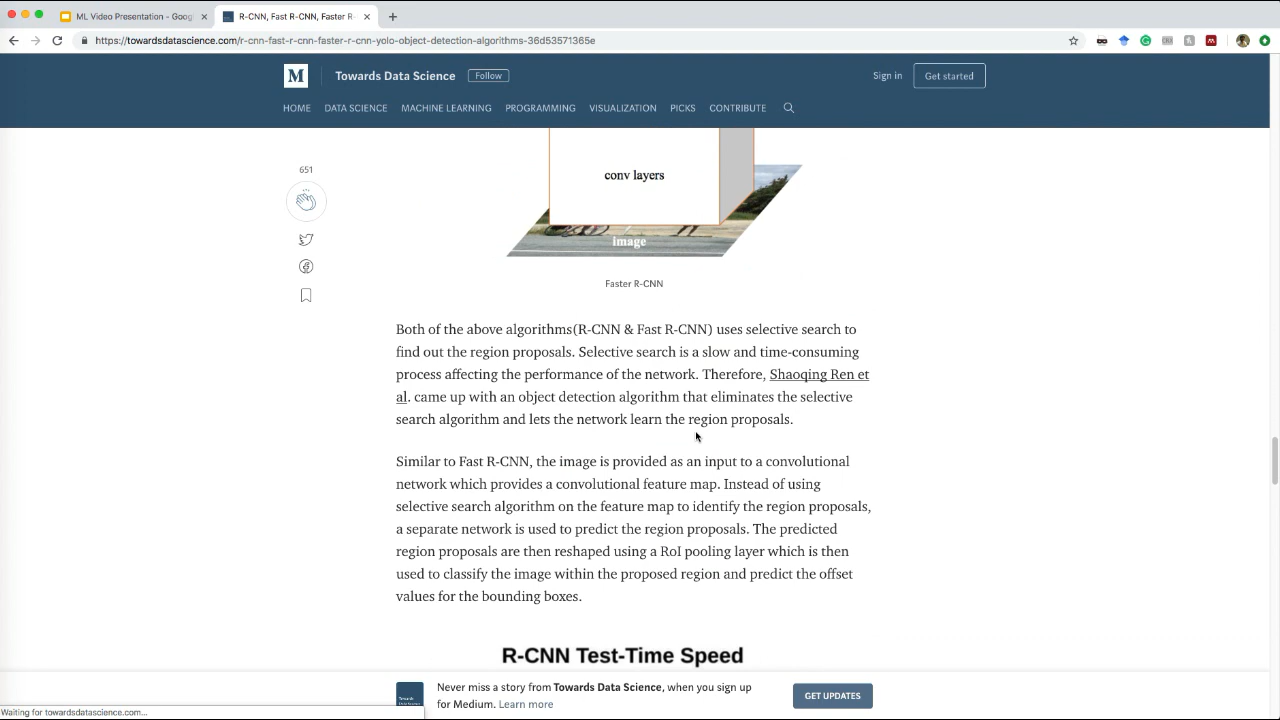 ML Video Presentation - Goog
R-CNN, Fast R-CNN, Faster R-
https://towardsdatascience.com/r-cnn-fast-r-cnn-faster-r-cnn-yolo-object-detection-algorithms-36d53571365e
M
Towards Data Science
Follow
Sign in
Get started
HOME DATA SCIENCE MACHINE LEARNING PROGRAMMING VISUALIZATION PICKS CONTRIBUTE
651
conv layers
image
Faster R-CNN
Both of the above algorithms(R-CNN & Fast R-CNN) uses selective search to
find out the region proposals. Selective search is a slow and time-consuming
process affecting the performance of the network. Therefore, Shaoqing Ren et
al. came up with an object detection algorithm that eliminates the selective
search algorithm and lets the network learn the region proposals.
Similar to Fast R-CNN, the image is provided as an input to a convolutional
network which provides a convolutional feature map. Instead of using
selective search algorithm on the feature map to identify the region proposals,
a separate network is used to predict the region proposals. The predicted
region proposals are then reshaped using a RoI pooling layer which is then
used to classify the image within the proposed region and predict the offset
values for the bounding boxes.
R-CNN Test-Time Speed
Never miss a story from Towards Data Science, when you sign up
for Medium. Learn more
GET UPDATES
Waiting for towardsdatascience.com...